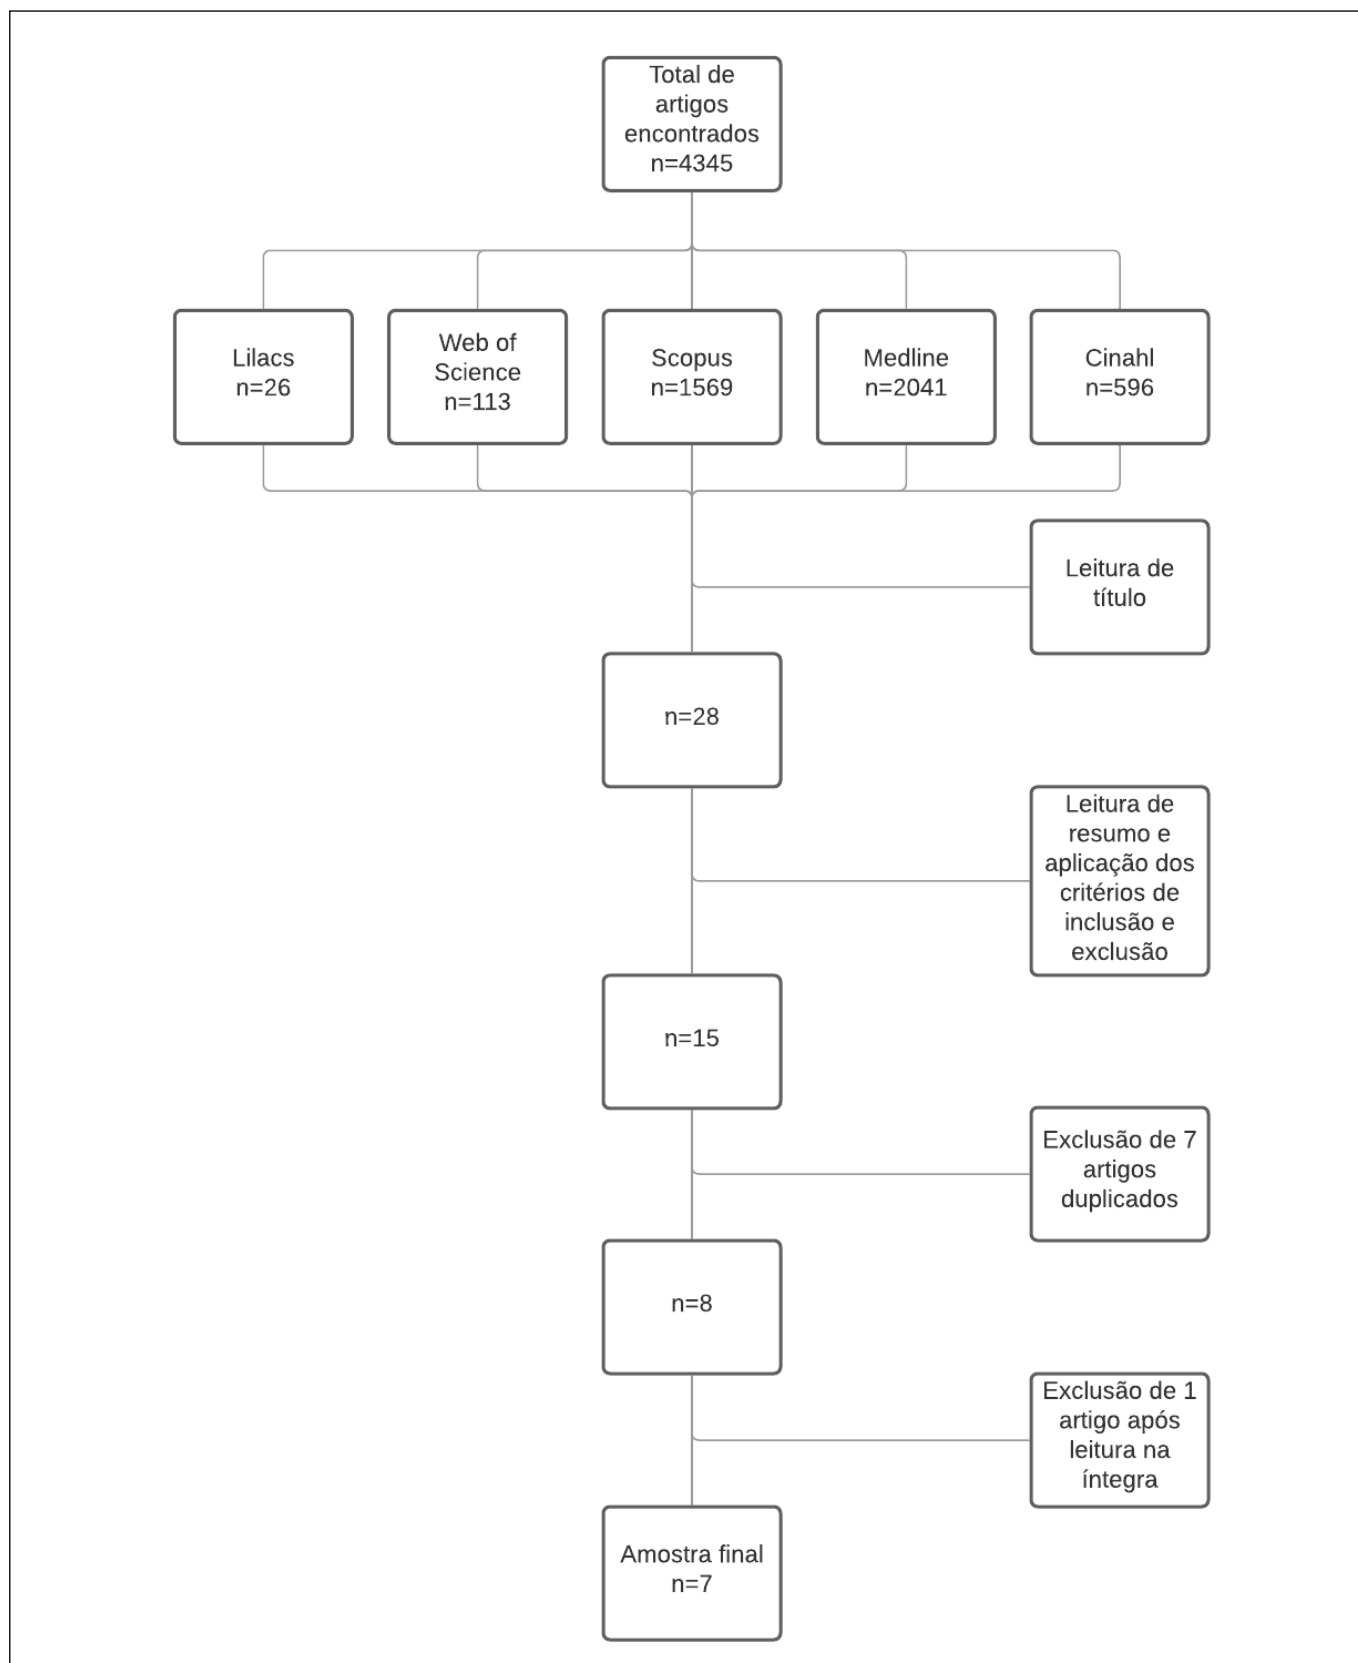 Total de
artigos
encontrados
n=4345
Lilacs
n=26
Web of
Science
n=113
Scopus
n=1569
Medline
n=2041
Cinahl
n=596
Leitura de
título
n=28
Leitura de
resumo e
aplicação dos
critérios de
inclusão e
exclusão
n=15
Exclusão de 7
artigos
duplicados
n=8
Exclusão de 1
artigo após
leitura na
íntegra
Amostra final
n=7